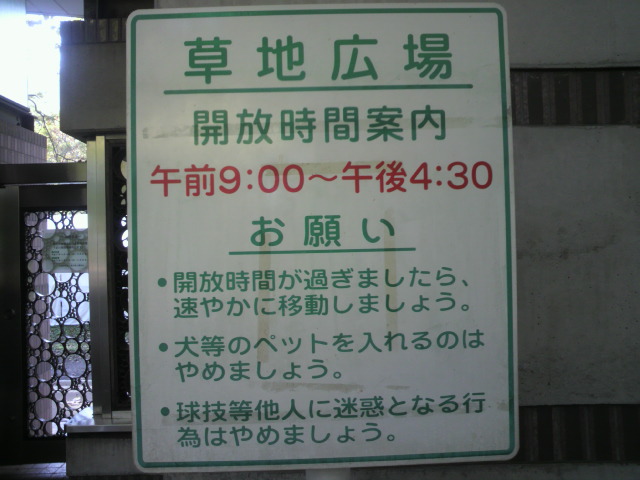 草地広場
開放時間案内
午前9:00～午後4:30
お願い
•開放時間が過ぎましたら、
速やかに移動しましょう。
•犬等のペットを入れるのは
やめましょう。
•球技等他人に迷惑となる行
為はやめましょう。